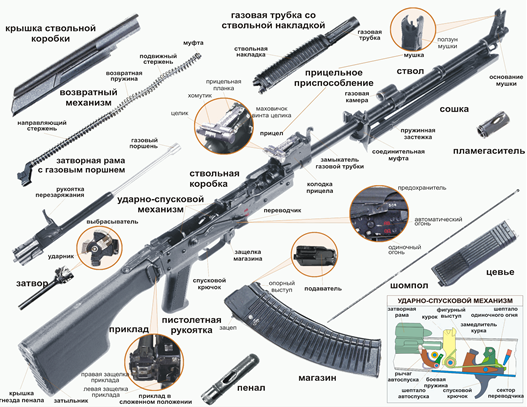 крышка ствольной
коробки
подвижный
стержень
муфта
возвратная
пружина
возвратный
механизм
направляющий
стержень
газовый
поршень
затворная рама
с газовым поршнем
рукоятка
перезаряжания
выбрасыватель
ударник
затвор
газовая трубка со
ствольной накладкой
ствольная
накладка
газовая
трубка
прицельное
приспособление
прицельная
планка
хомутик
целик
маховичок
винта целика
прицел
газовая
камера
ствол
мушка
ползун
мушки
основание
мушки
сошка
пружинная
застежка
соединительная
муфта
пламегаситель
замыкатель
газовой трубки
колодка
прицела
ствольная
коробка
ударно-спусковой
механизм
переводчик
предохранитель
автоматический
огонь
одиночный
огонь
защелка
магазина
спусковой
крючок
опорный
выступ
подаватель
зацеп
шомпол
цевье
пистолетная
рукоятка
приклад
правая защелка
приклада
левая защелка
приклада
приклад в
сложенном положении
крышка
гнезда пенала
затыльник
пенал
магазин
УДАРНО-СПУСКОВОЙ МЕХАНИЗМ
затворная
рама
курок
фигурный
выступ
замедлитель
курка
шептало
одиночного огня
рычаг
автоспуска
шептало
автоспуска
боевая
пружина
спусковой
крючок
сектор
переводчика